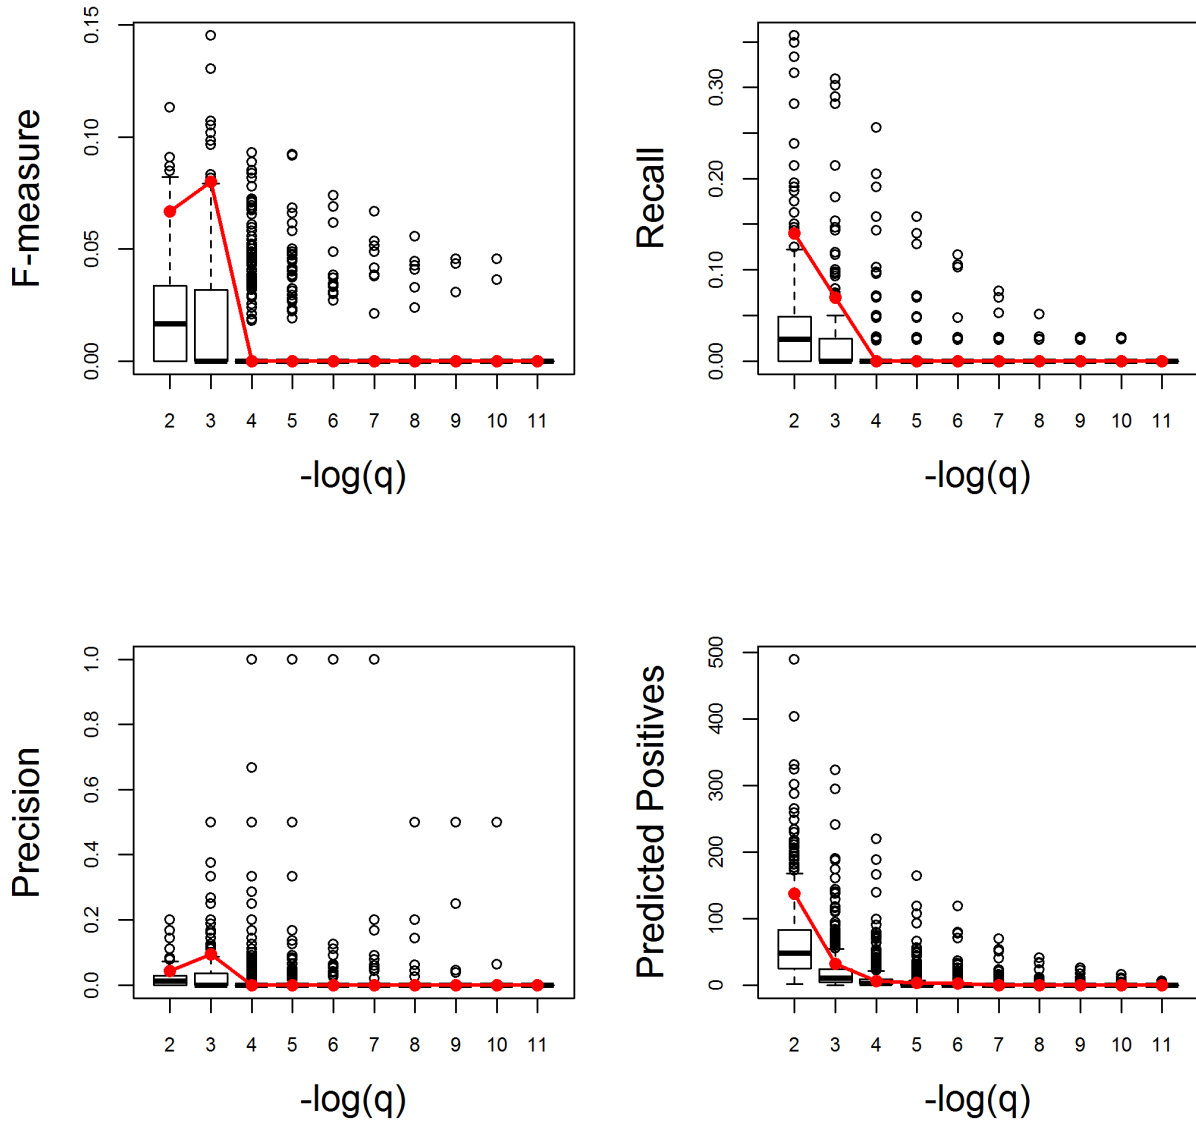 F-measure
0.00 0.05 0.10 0.15
2 3 4 5 6 7 8 9 10 11
-log(q)
Recall
0.00 0.10 0.20 0.30
2 3 4 5 6 7 8 9 10 11
-log(q)
Precision
0.0 0.2 0.4 0.6 0.8 1.0
2 3 4 5 6 7 8 9 10 11
-log(q)
Predicted Positives
0 100 200 300 400 500
2 3 4 5 6 7 8 9 10 11
-log(q)